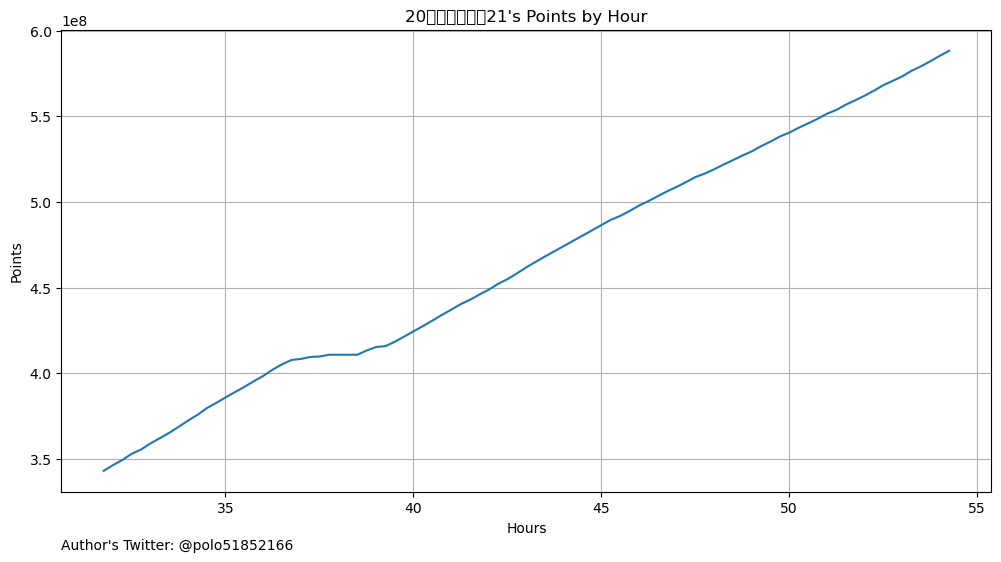 20□□□□□□21's Points by Hour
1e8
6.0
5.5
5.0
4.5
4.0
3.5
Points
35
40
45
50
55
Hours
Author's Twitter: @polo51852166